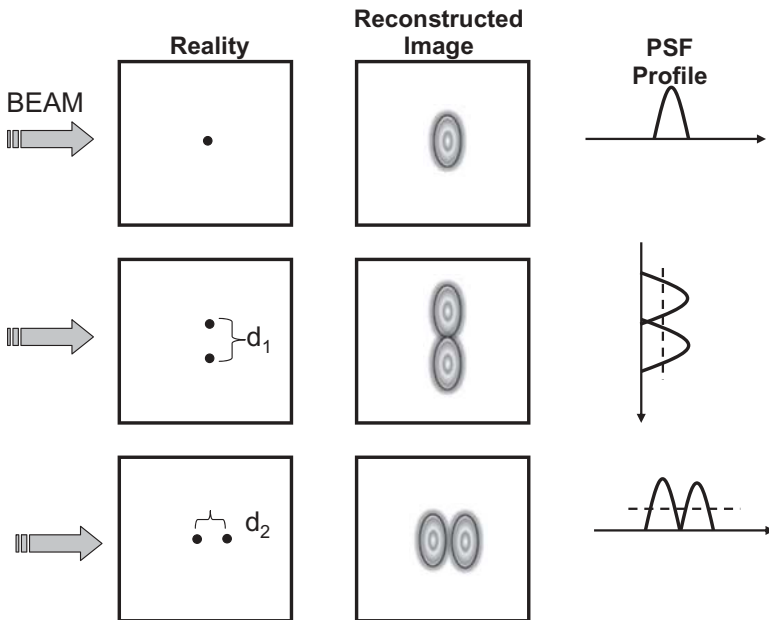 Reality
Reconstructed
Image
PSF
Profile
BEAM
d1
d2